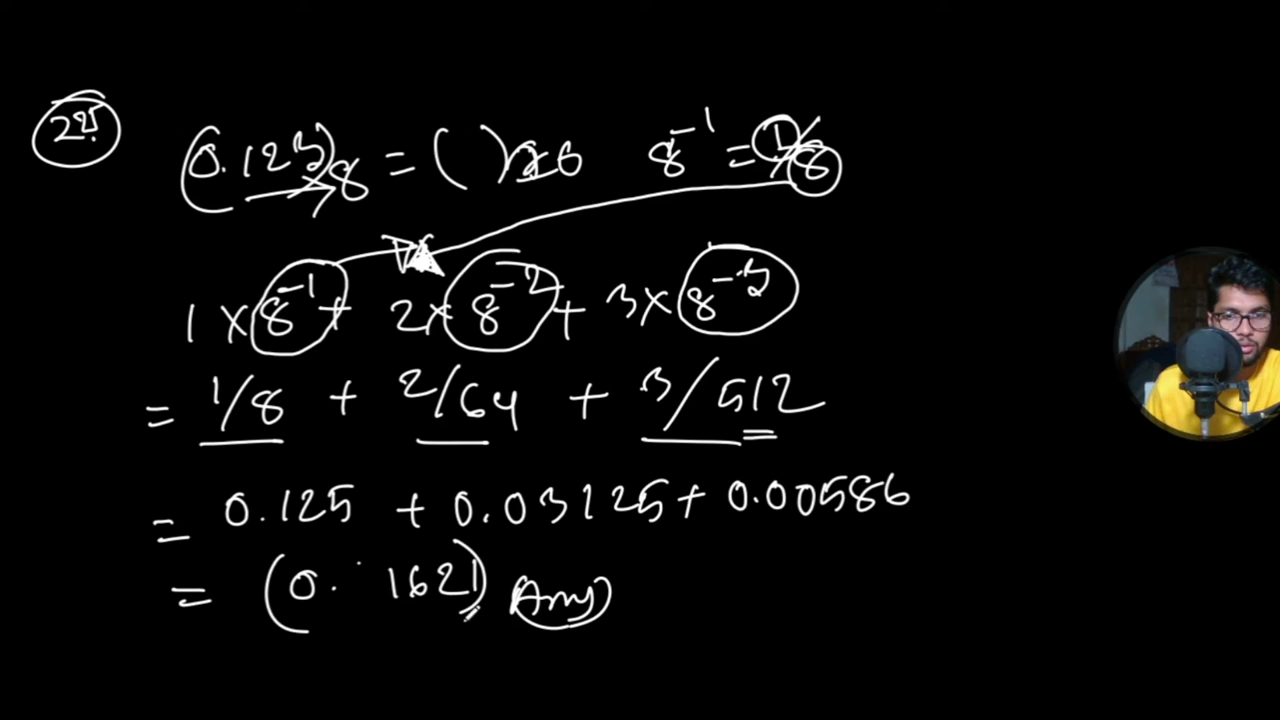 (0.123)₈ = ( )₁₀ 8⁻¹ = 1/8
1 × 8⁻¹ + 2 × 8⁻² + 3 × 8⁻³
= 1/8 + 2/64 + 3/512
= 0.125 + 0.03125 + 0.00586
= (0.1621) Ans